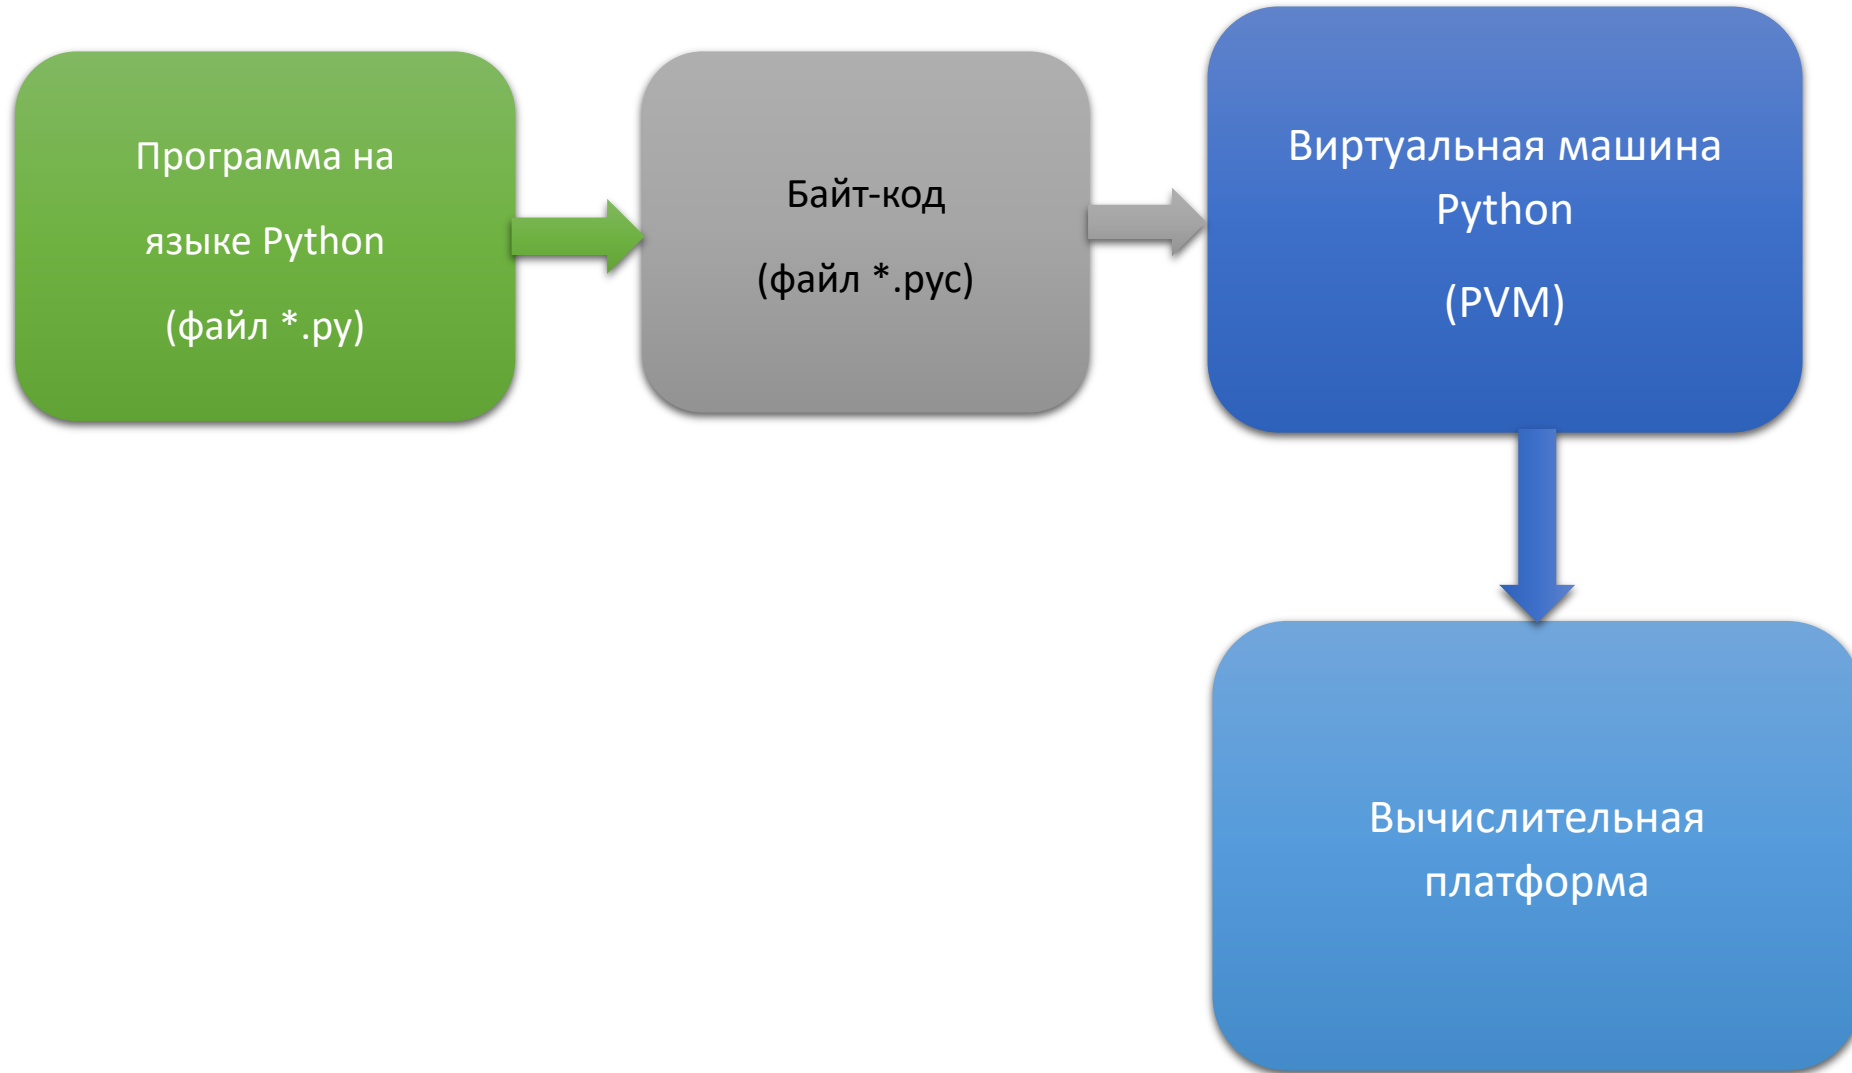 Программа на
языке Python
(файл *.py)
Байт-код
(файл *.pyc)
Виртуальная машина
Python
(PVM)
Вычислительная
платформа